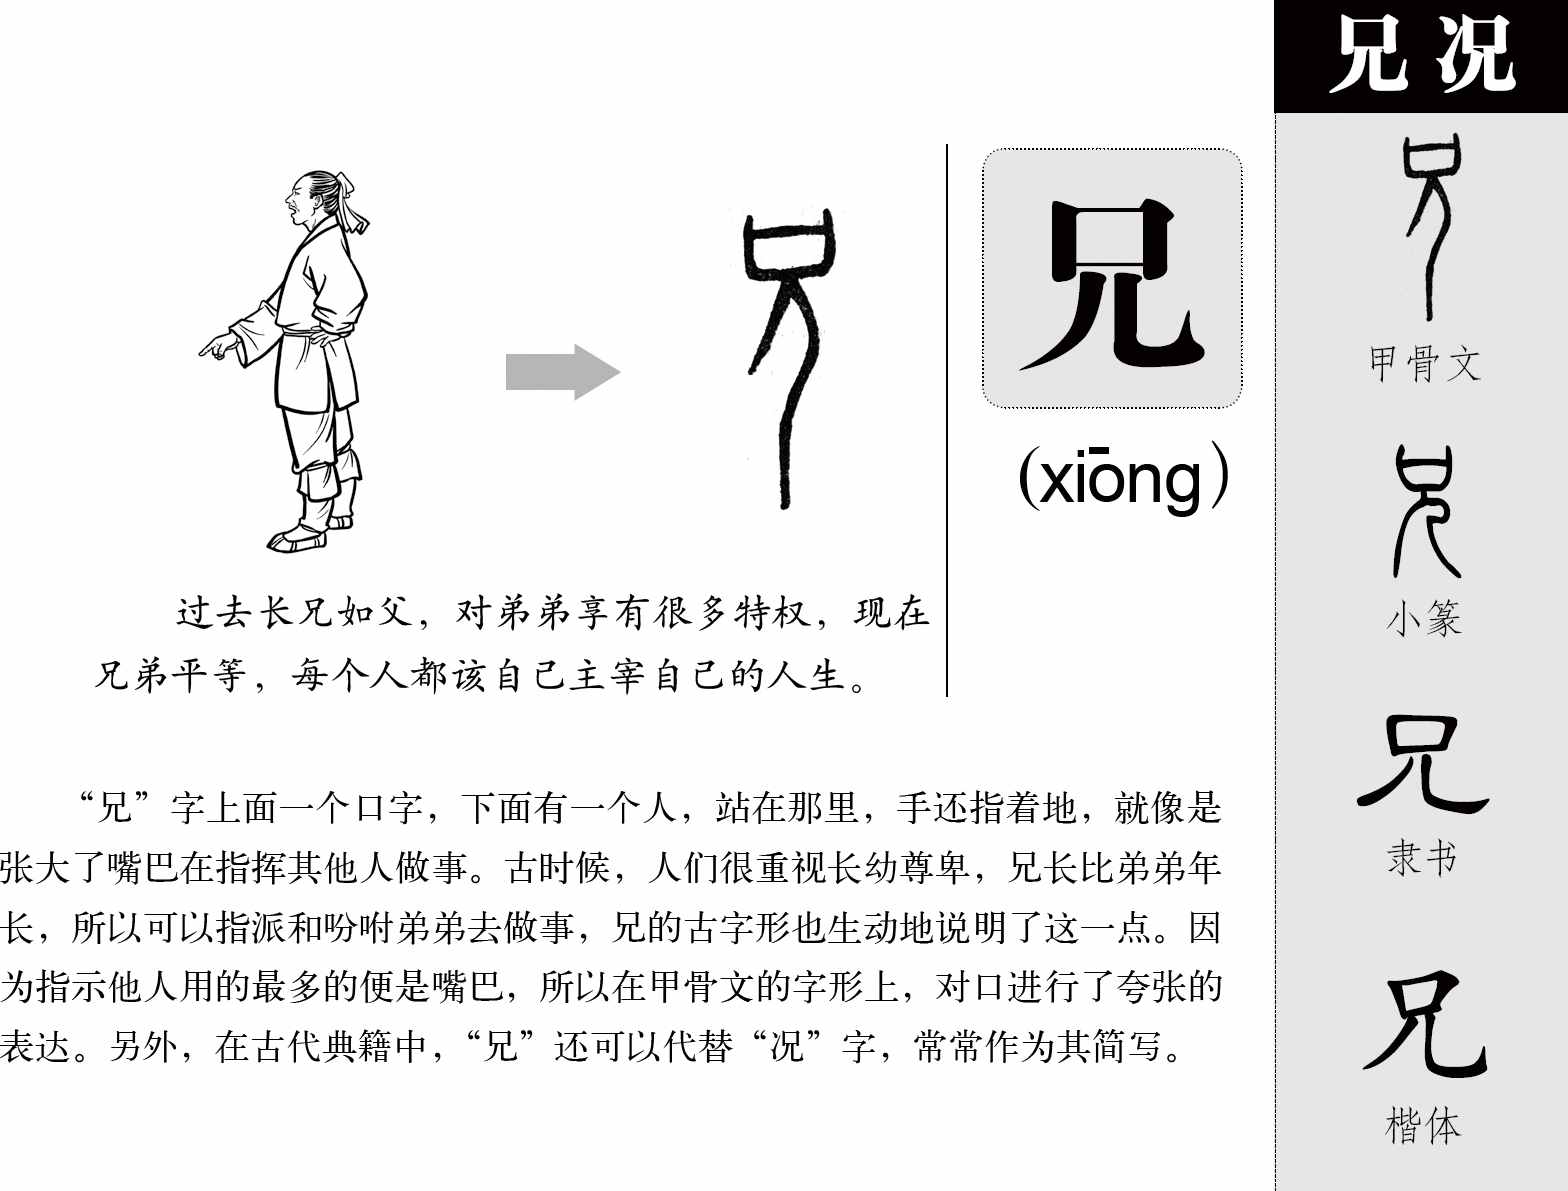 兄 况
兄
(xiōng)
过去长兄如父，对弟弟享有很多特权，现在
兄弟平等，每个人都该自己主宰自己的人生。
“兄”字上面一个口字，下面有一个人，站在那里，手还指着地，就像是
张大了嘴巴在指挥其他人做事。古时候，人们很重视长幼尊卑，兄长比弟弟年
长，所以可以指派和吩咐弟弟去做事，兄的古字形也生动地说明了这一点。因
为指示他人用的最多的便是嘴巴，所以在甲骨文的字形上，对口进行了夸张的
表达。另外，在古代典籍中，“兄”还可以代替“况”字，常常作为其简写。
兄
甲骨文
兄
小篆
兄
隶书
兄
楷体